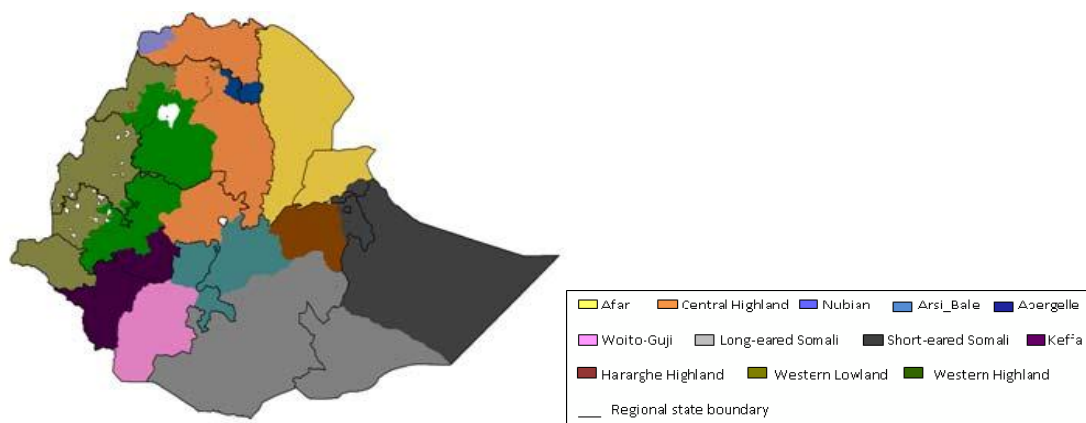 Afar Central Highland Nubian Arsi_Bale Abergelle
Woito-Guji Long-eared Somali Short-eared Somali Keffa
Hararghe Highland Western Lowland Western Highland
Regional state boundary